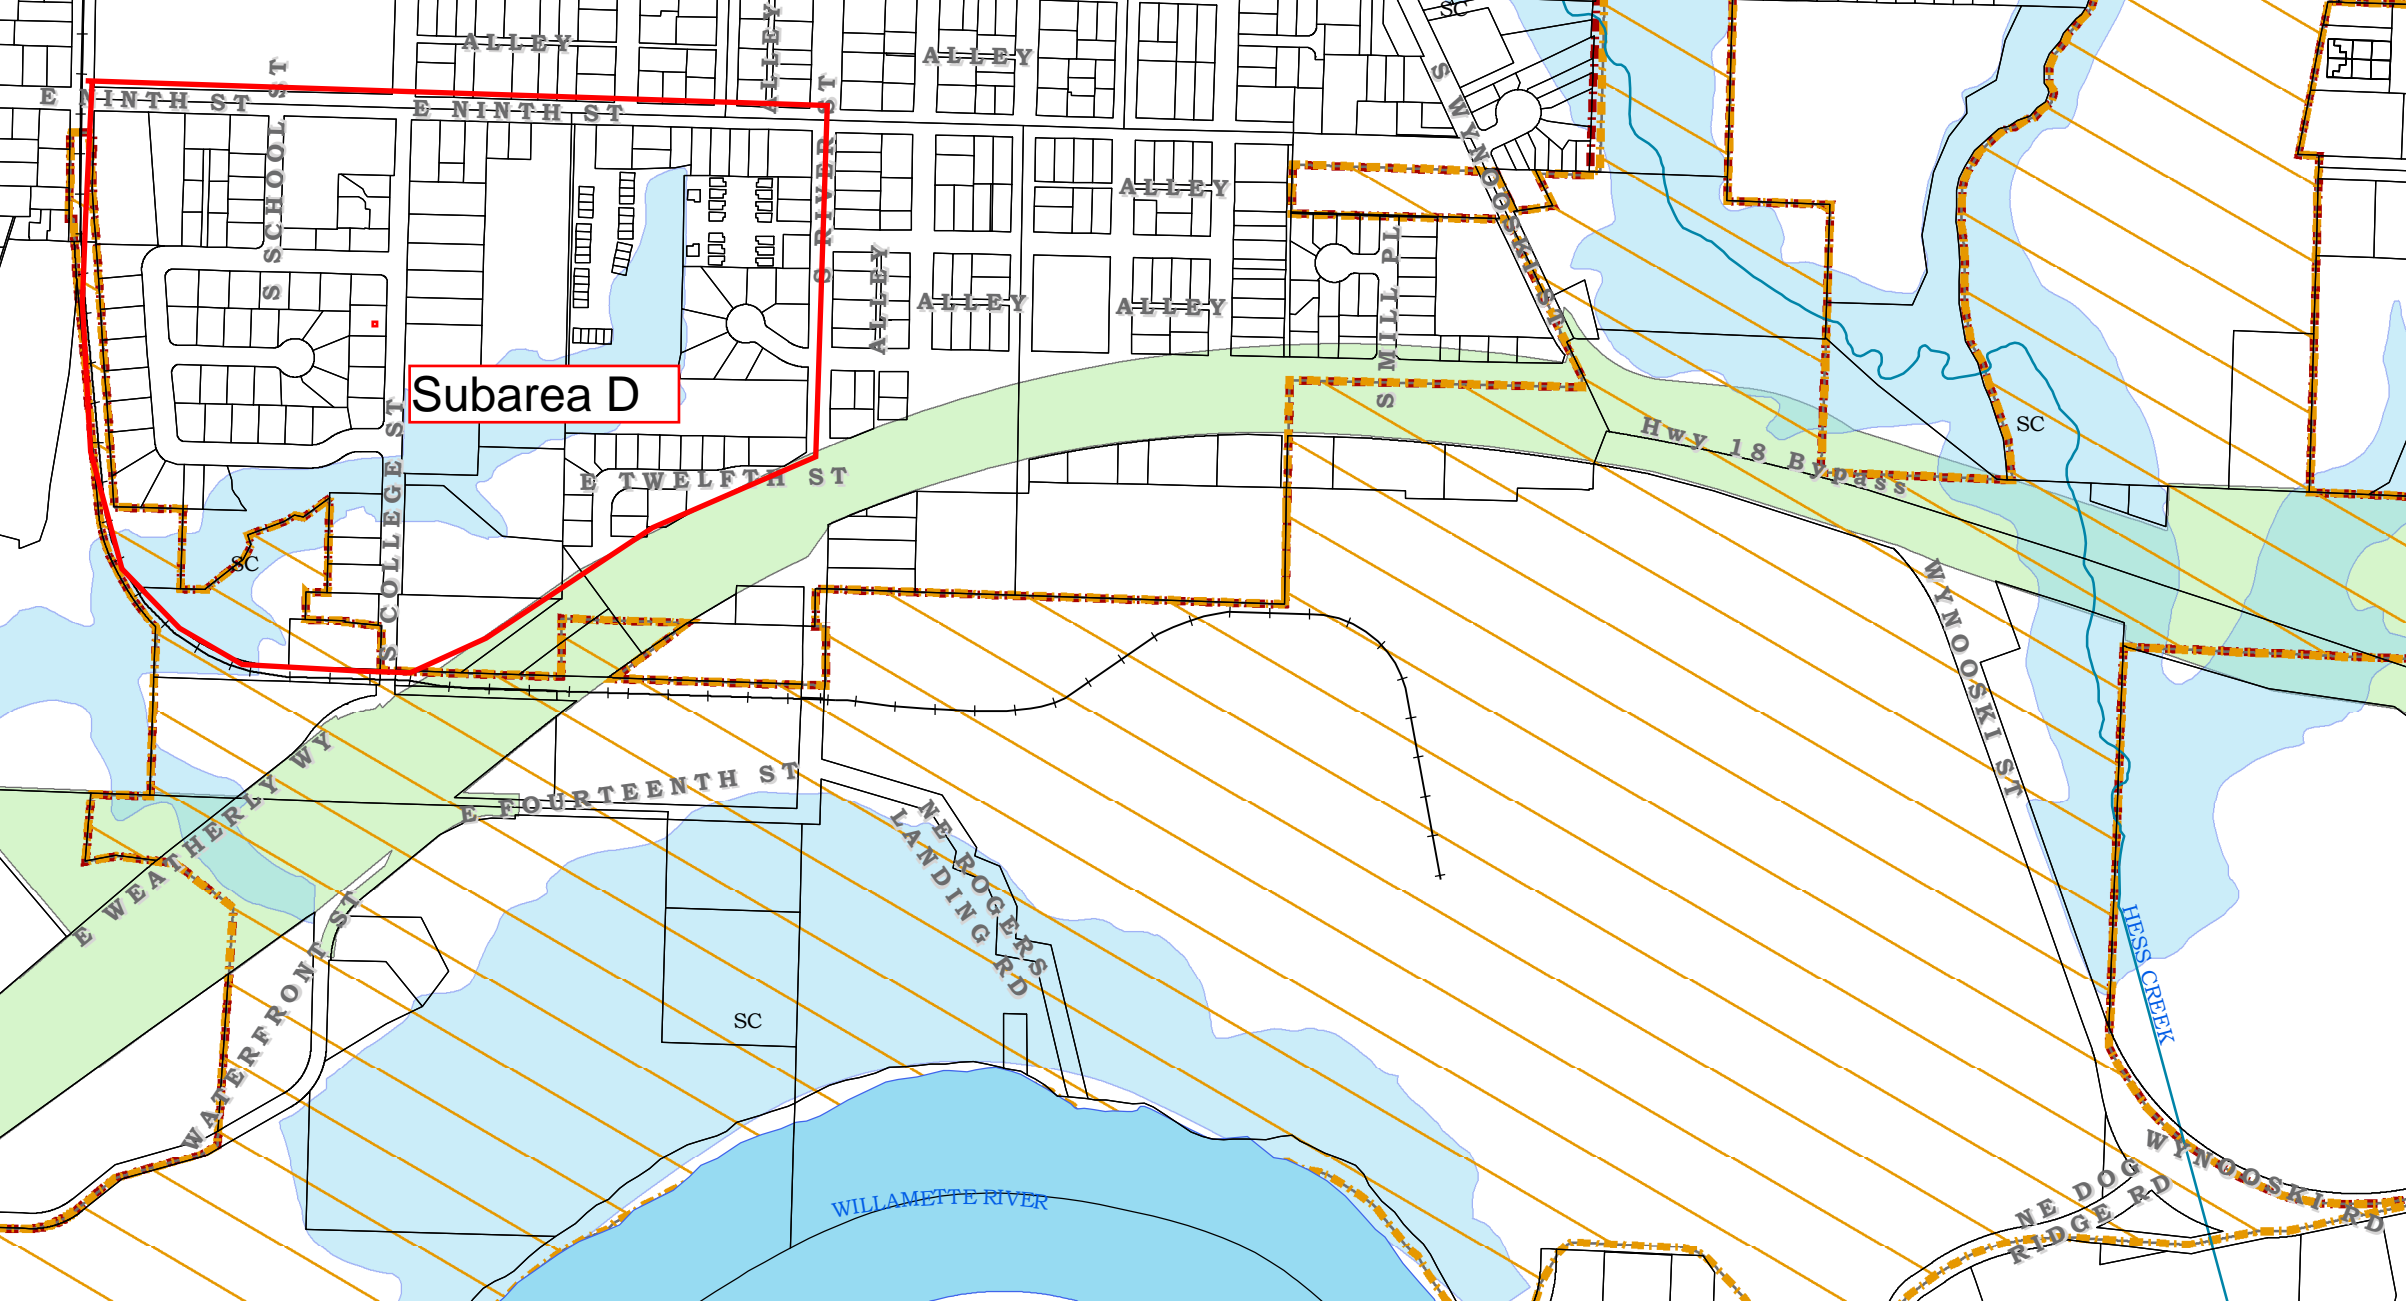 SC
ALLEY
ALLEY
ALLEY
E NINTH ST
E NINTH ST
S SCHOOL ST
S RIVER ST
S WYNOOSKI ST
ALLEY
ALLEY
ALLEY
ALLEY
S MILL PL
Subarea D
S COLLEGE ST
E TWELFTH ST
Hwy 18 Bypass
SC
SC
WYNOOSKI ST
E WEATHERLY WY
E FOURTEENTH ST
NE ROGERS
LANDING RD
WATERFRONT ST
SC
HESS CREEK
WILLAMETTE RIVER
WYNOOSKI RD
NE DOG
RIDGE RD